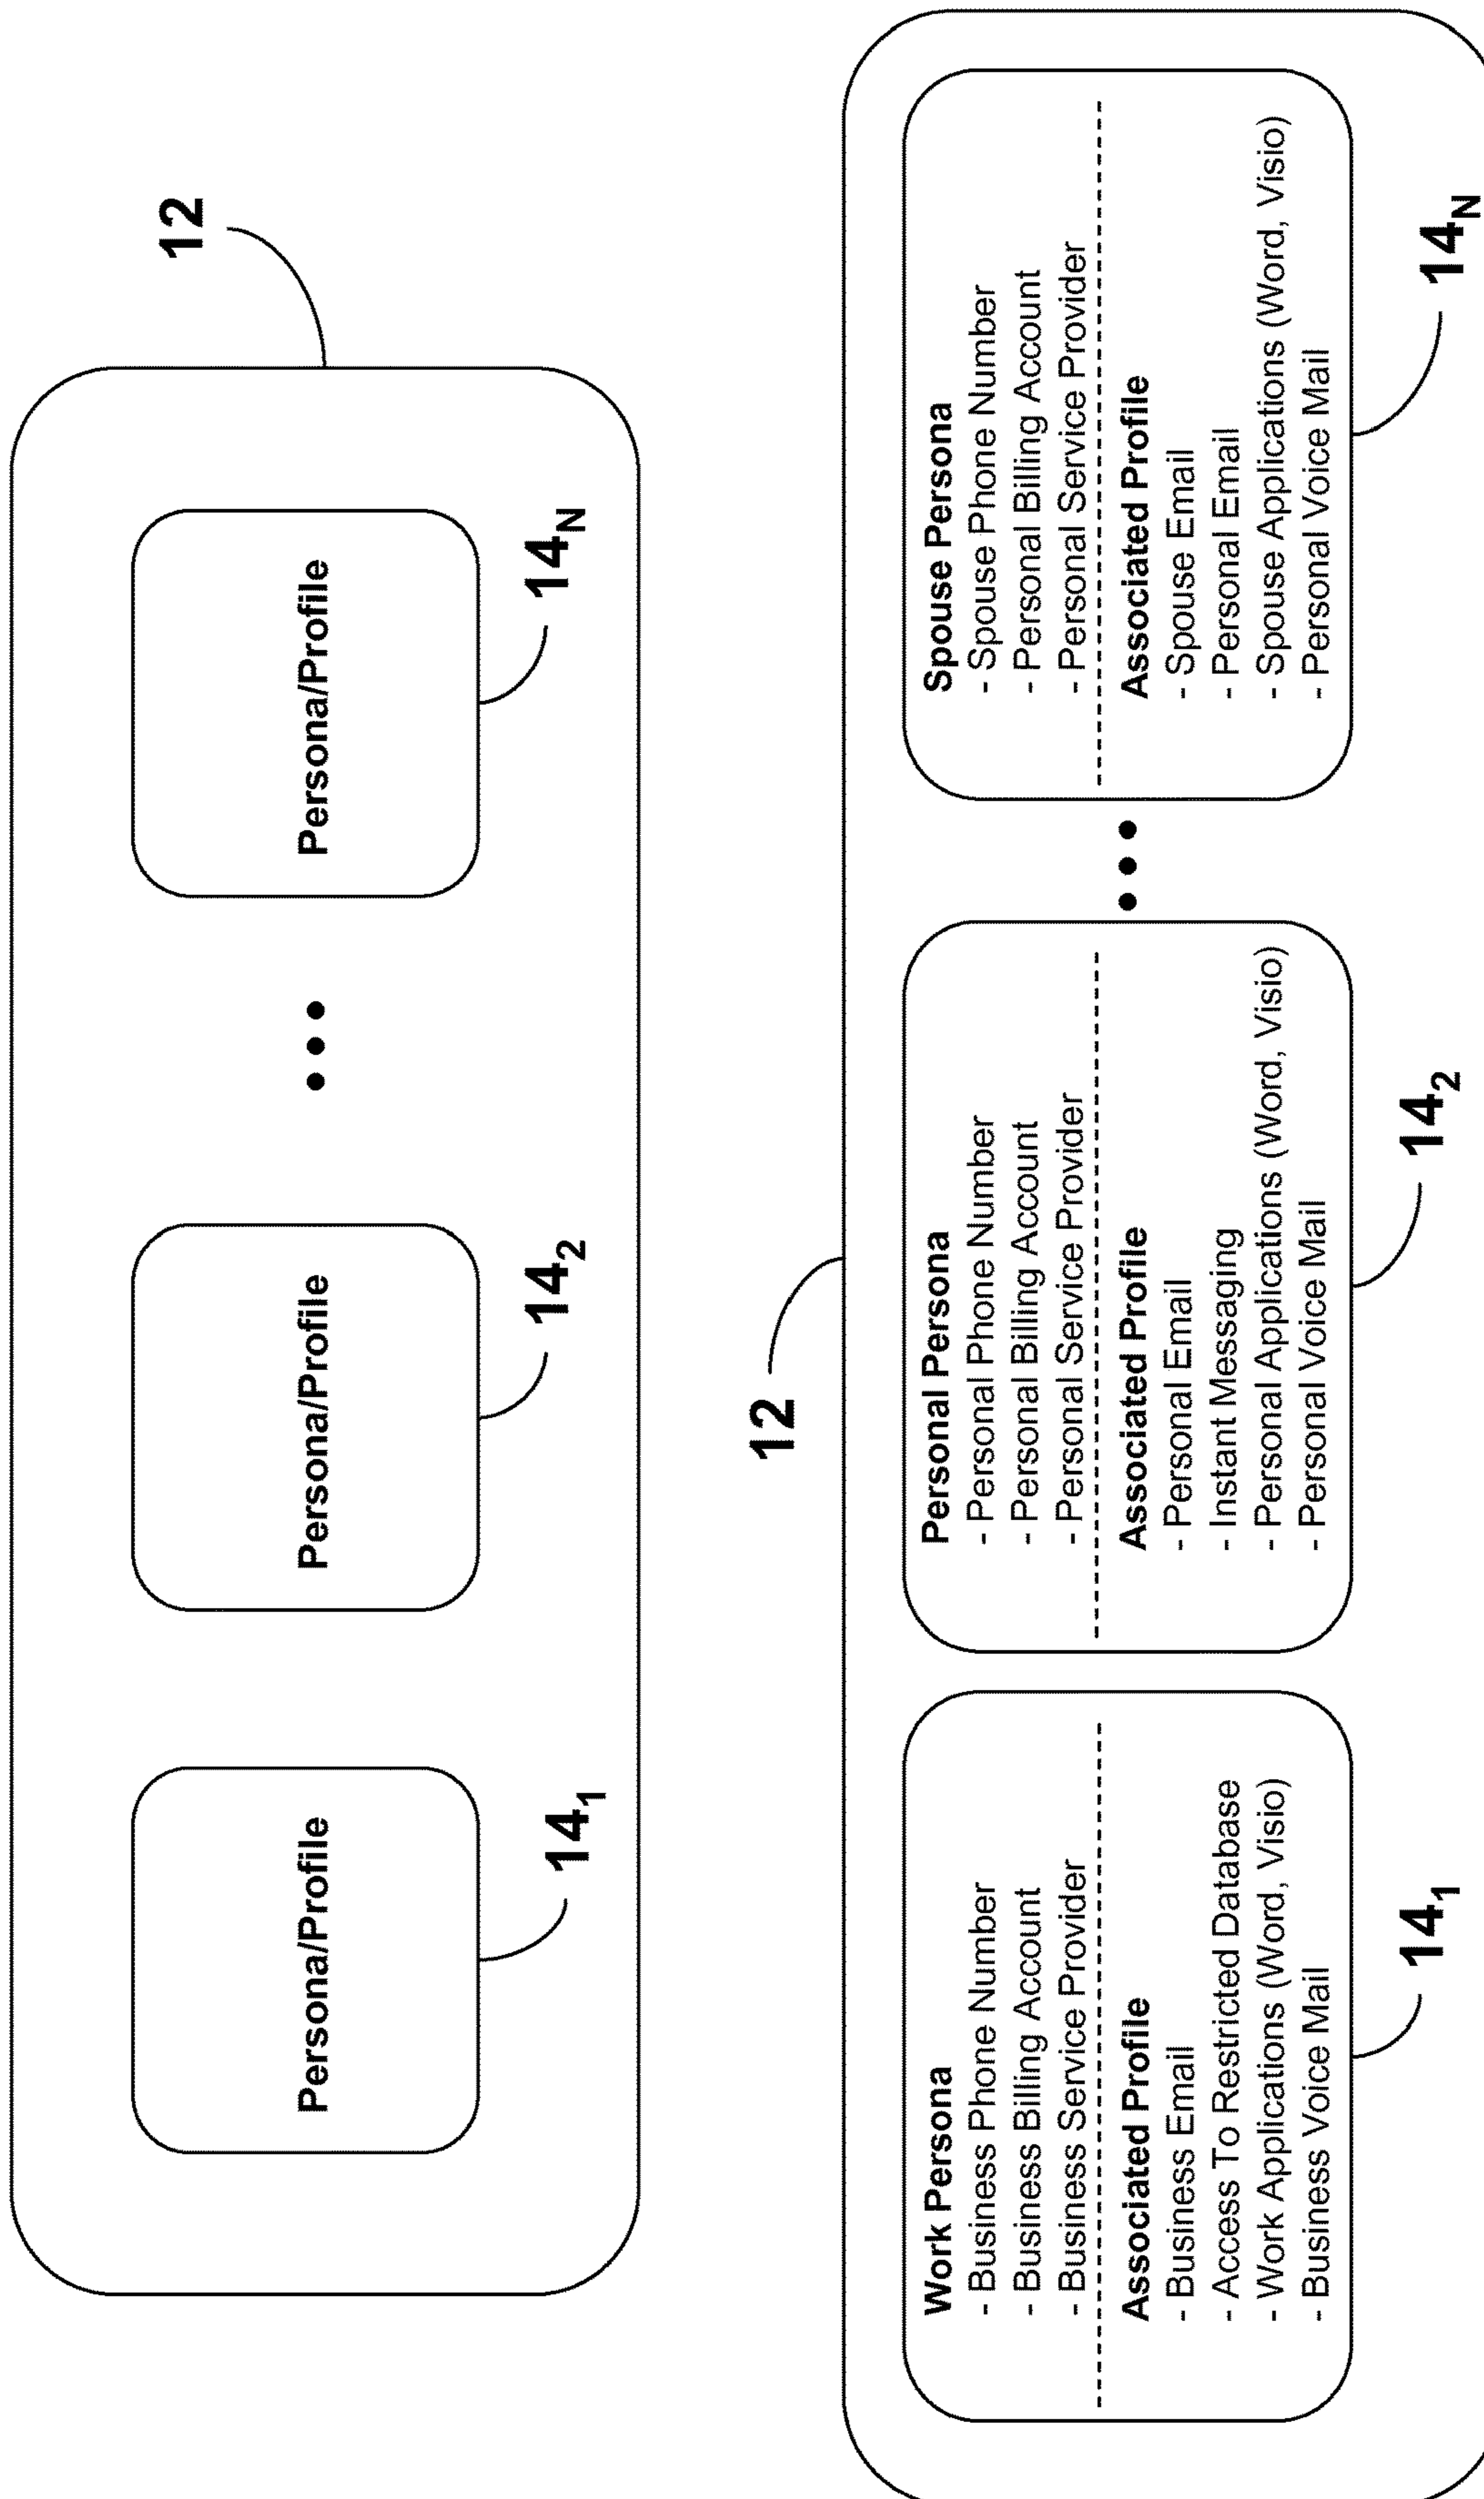 12
Persona/Profile
Persona/Profile
Persona/Profile
14₁
14₂
14N
12
Work Persona
- Business Phone Number
- Business Billing Account
- Business Service Provider
Associated Profile
- Business Email
- Access To Restricted Database
- Work Applications (Word, Visio)
- Business Voice Mail
14₁
Personal Persona
- Personal Phone Number
- Personal Billing Account
- Personal Service Provider
Associated Profile
- Personal Email
- Instant Messaging
- Personal Applications (Word, Visio)
- Personal Voice Mail
14₂
Spouse Persona
- Spouse Phone Number
- Personal Billing Account
- Personal Service Provider
Associated Profile
- Spouse Email
- Personal Email
- Spouse Applications (Word, Visio)
- Personal Voice Mail
14N